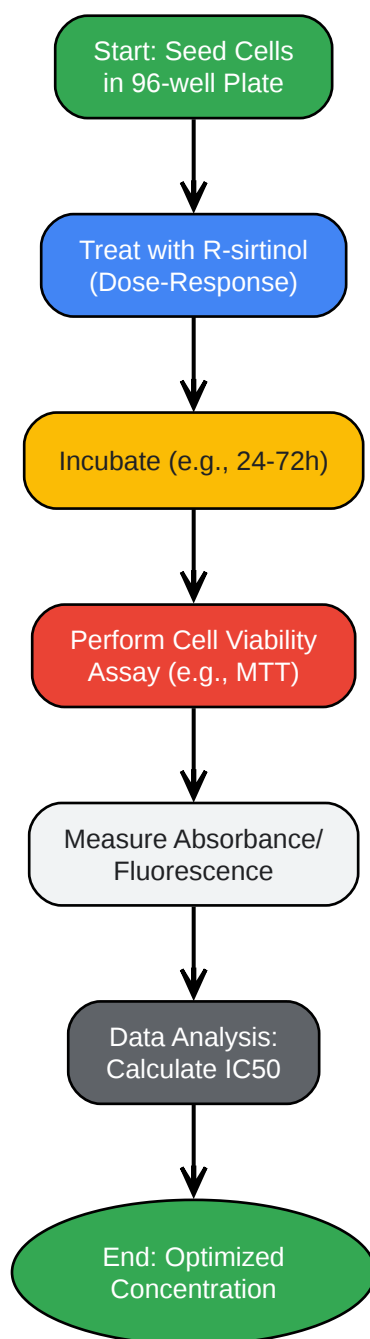 Start: Seed Cells
in 96-well Plate
Treat with R-sirtinol
(Dose-Response)
Incubate (e.g., 24-72h)
Perform Cell Viability
Assay (e.g., MTT)
Measure Absorbance/
Fluorescence
Data Analysis:
Calculate IC50
End: Optimized
Concentration